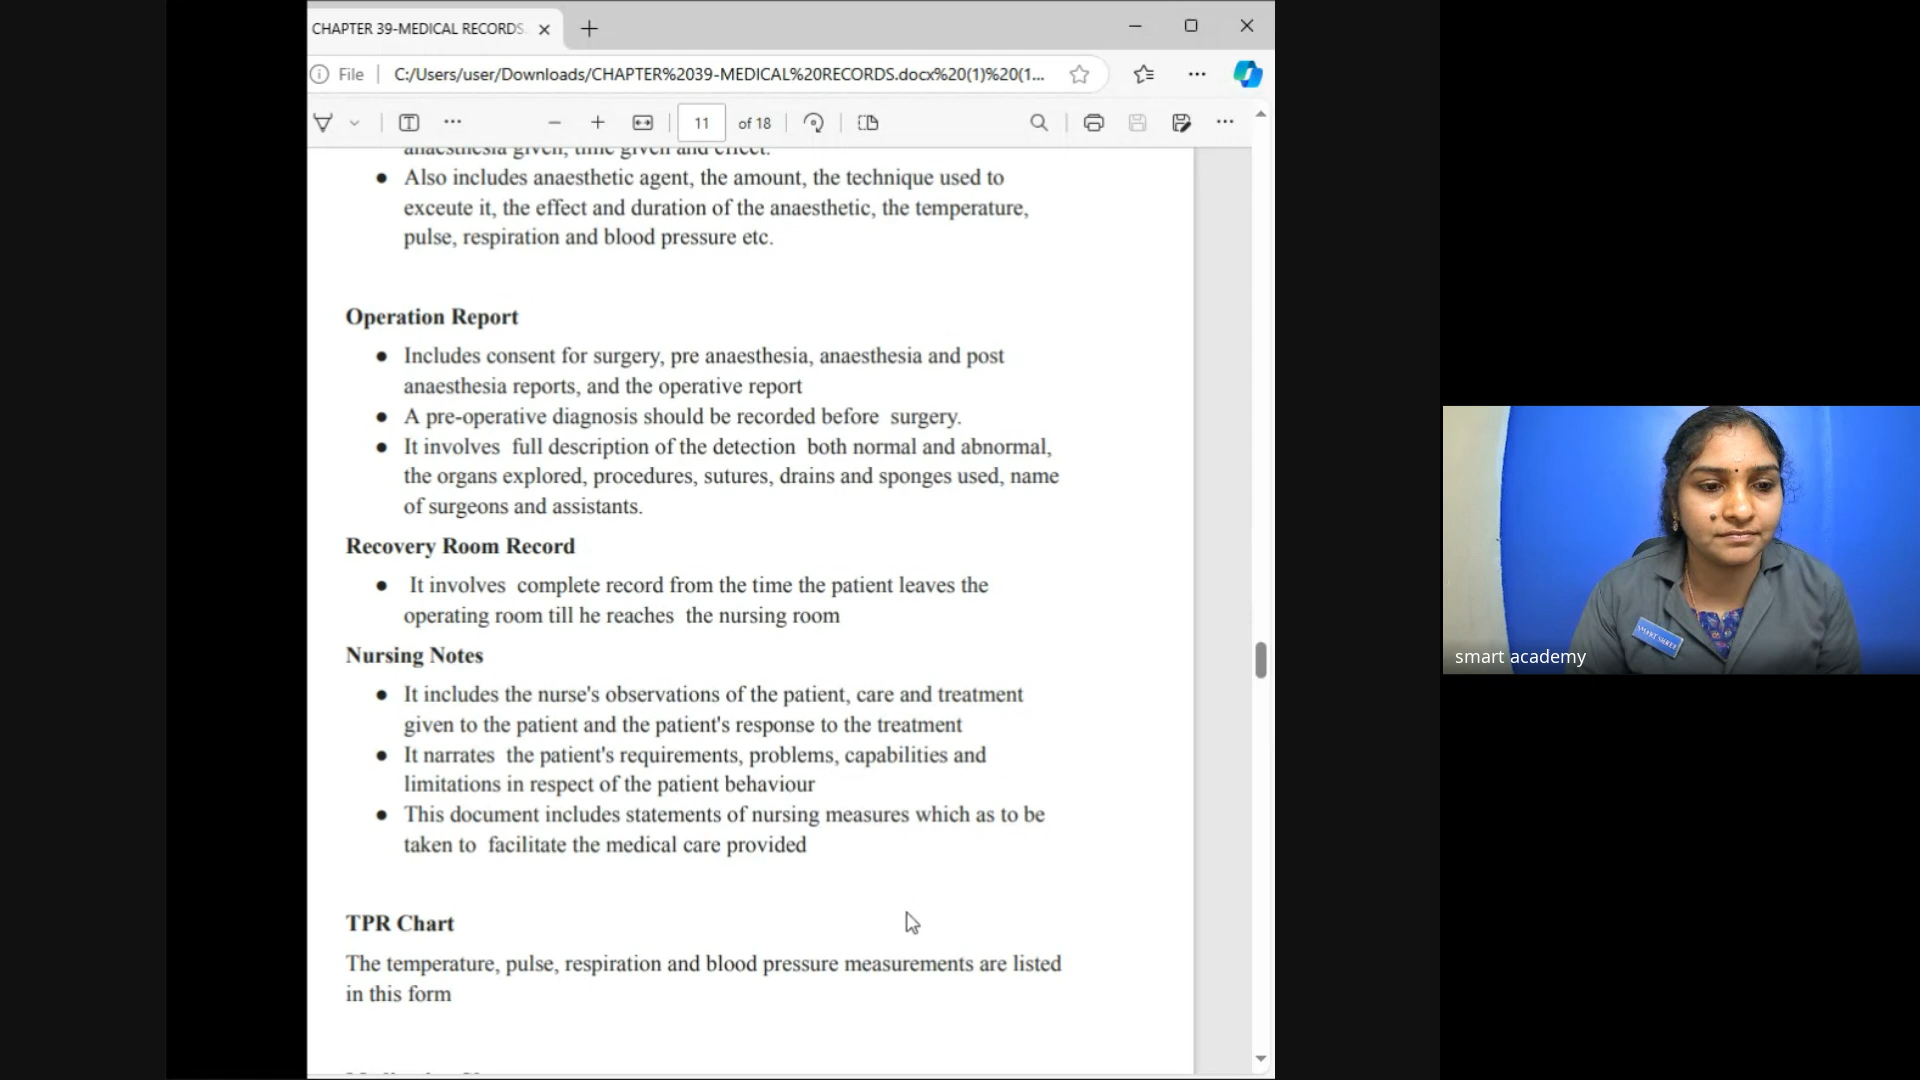 CHAPTER 39-MEDICAL RECORDS
File
C:/Users/user/Downloads/CHAPTER%2039-MEDICAL%20RECORDS.docx%20(1)%20(1...
11 of 18
anaesthesia given, time given and effect.
● Also includes anaesthetic agent, the amount, the technique used to
exceute it, the effect and duration of the anaesthetic, the temperature,
pulse, respiration and blood pressure etc.
Operation Report
● Includes consent for surgery, pre anaesthesia, anaesthesia and post
anaesthesia reports, and the operative report
● A pre-operative diagnosis should be recorded before surgery.
● It involves full description of the detection both normal and abnormal,
the organs explored, procedures, sutures, drains and sponges used, name
of surgeons and assistants.
Recovery Room Record
● It involves complete record from the time the patient leaves the
operating room till he reaches the nursing room
Nursing Notes
● It includes the nurse's observations of the patient, care and treatment
given to the patient and the patient's response to the treatment
● It narrates the patient's requirements, problems, capabilities and
limitations in respect of the patient behaviour
● This document includes statements of nursing measures which as to be
taken to facilitate the medical care provided
TPR Chart
The temperature, pulse, respiration and blood pressure measurements are listed
in this form
smart academy